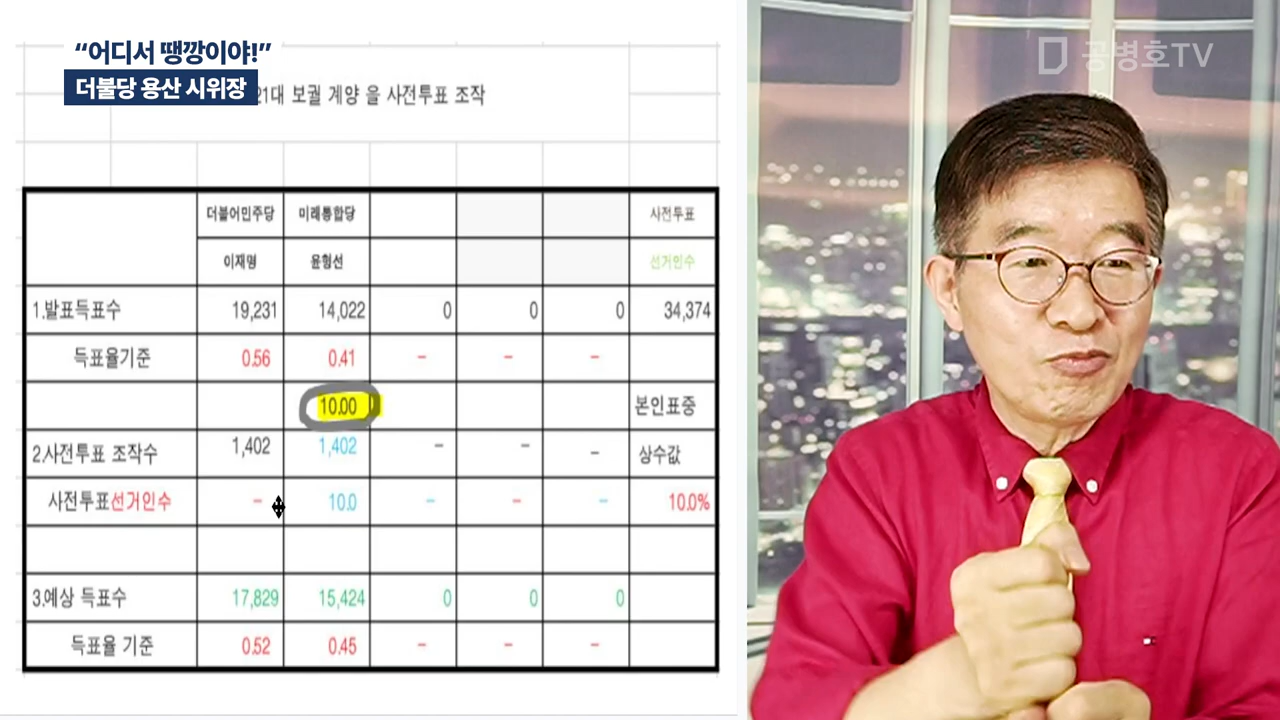 “어디서 땡깡이야!”
더불당 용산 시위장
공병호TV
21대 보궐 계양 을 사전투표 조작
더불어민주당 미래통합당 사전투표
이재명 윤형선 선거인수
1.발표득표수 19,231 14,022 0 0 0 34,374
득표율기준 0.56 0.41 - - -
10.00 본인표중
2.사전투표 조작수 1,402 1,402 - - - 상수값
사전투표선거인수 - 10.0 - - - 10.0%
3.예상 득표수 17,829 15,424 0 0 0
득표율 기준 0.52 0.45 - - -